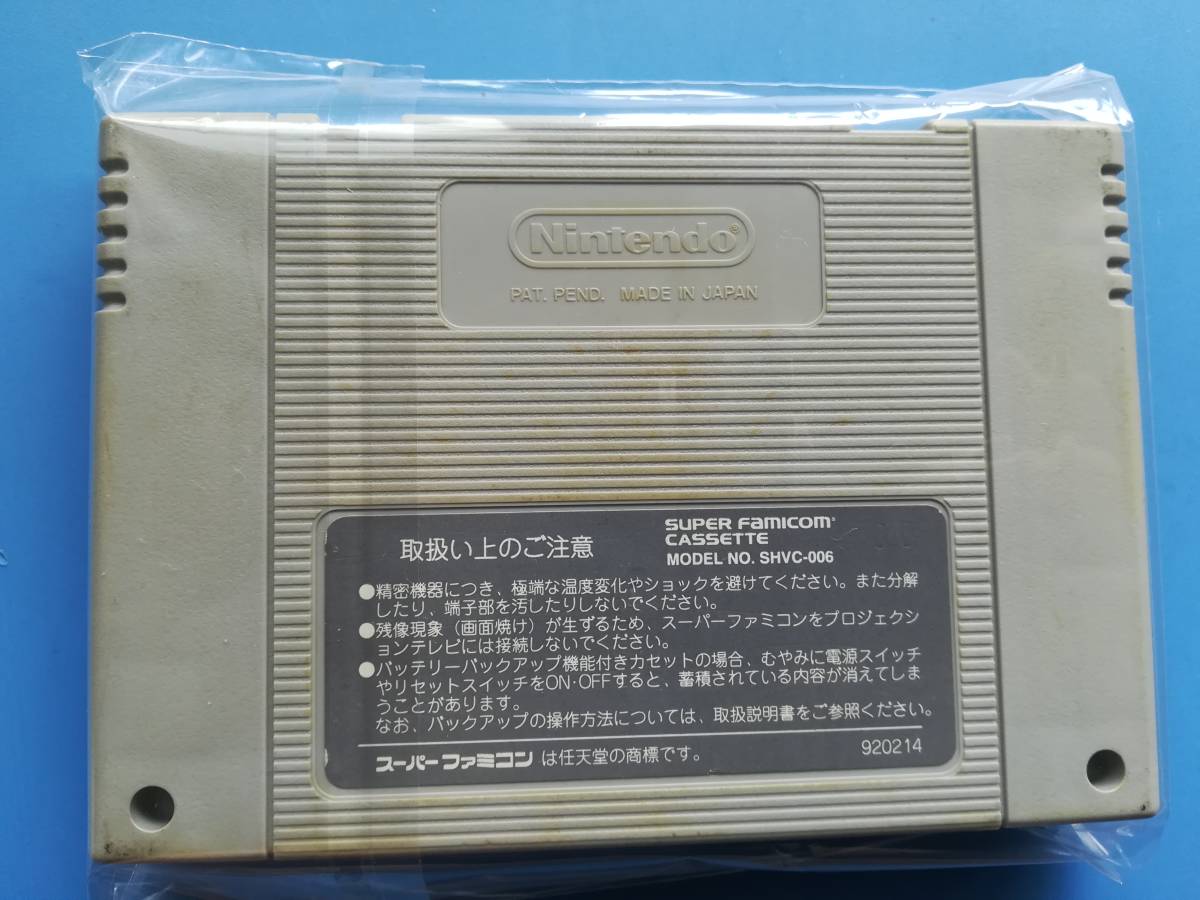 Nintendo®
PAT. PEND. MADE IN JAPAN
取扱い上のご注意
SUPER FAMICOM
CASSETTE
MODEL NO. SHVC-006
●精密機器につき、極端な温度変化やショックを避けてください。また分解
したり、端子部を汚したりしないでください。
●残像現象（画面焼け）が生ずるため、スーパーファミコンをプロジェクシ
ョンテレビには接続しないでください。
●バッテリーバックアップ機能付きカセットの場合、むやみに電源スイッチ
やリセットスイッチをON・OFFすると、蓄積されている内容が消えてしま
うことがあります。
なお、バックアップの操作方法については、取扱説明書をご参照ください。
スーパーファミコン は任天堂の商標です。
920214